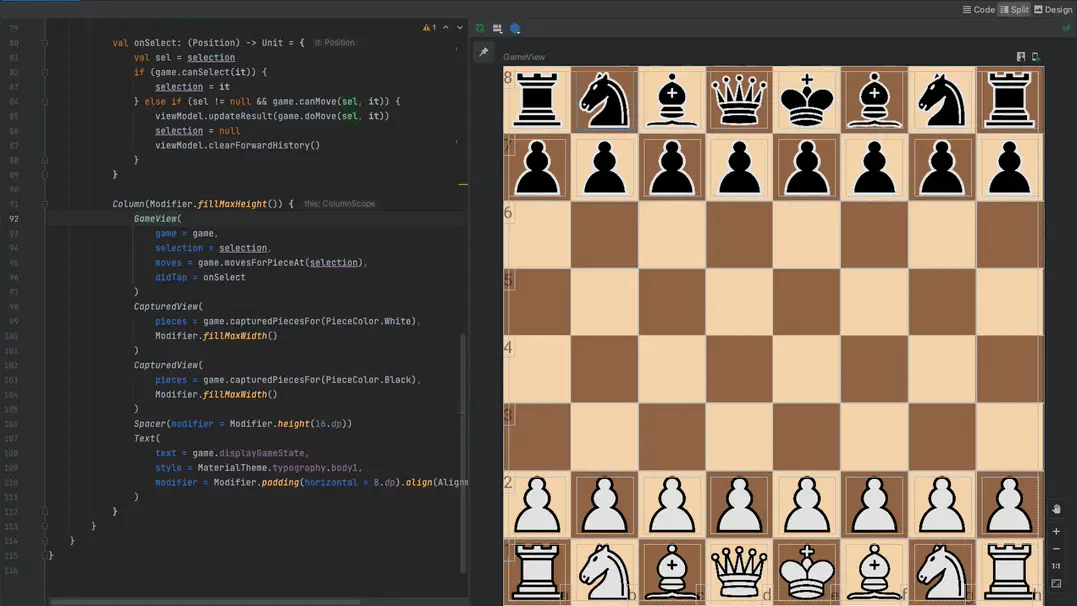 Code Split Design
79
1
80 val onSelect: (Position) -> Unit = { it: Position
81 val sel = selection
82 if (game.canSelect(it)) {
83 selection = it
84 } else if (sel != null && game.canMove(sel, it)) {
85 viewModel.updateResult(game.doMove(sel, it))
86 selection = null
87 viewModel.clearForwardHistory()
88 }
89 }
90
91 Column(Modifier.fillMaxHeight()) { this: ColumnScope
92 GameView(
93 game = game,
94 selection = selection,
95 moves = game.movesForPieceAt(selection),
96 didTap = onSelect
97 )
98 CapturedView(
99 pieces = game.capturedPiecesFor(PieceColor.White),
100 Modifier.fillMaxWidth()
101 )
102 CapturedView(
103 pieces = game.capturedPiecesFor(PieceColor.Black),
104 Modifier.fillMaxWidth()
105 )
106 Spacer(modifier = Modifier.height(16.dp))
107 Text(
108 text = game.displayGameState,
109 style = MaterialTheme.typography.body1,
110 modifier = Modifier.padding(horizontal = 8.dp).align(Alignm
111 )
112 }
113 }
114 }
115 }
116
GameView
8
7
6
5
4
3
2
1
a b c d e f g h
1:1